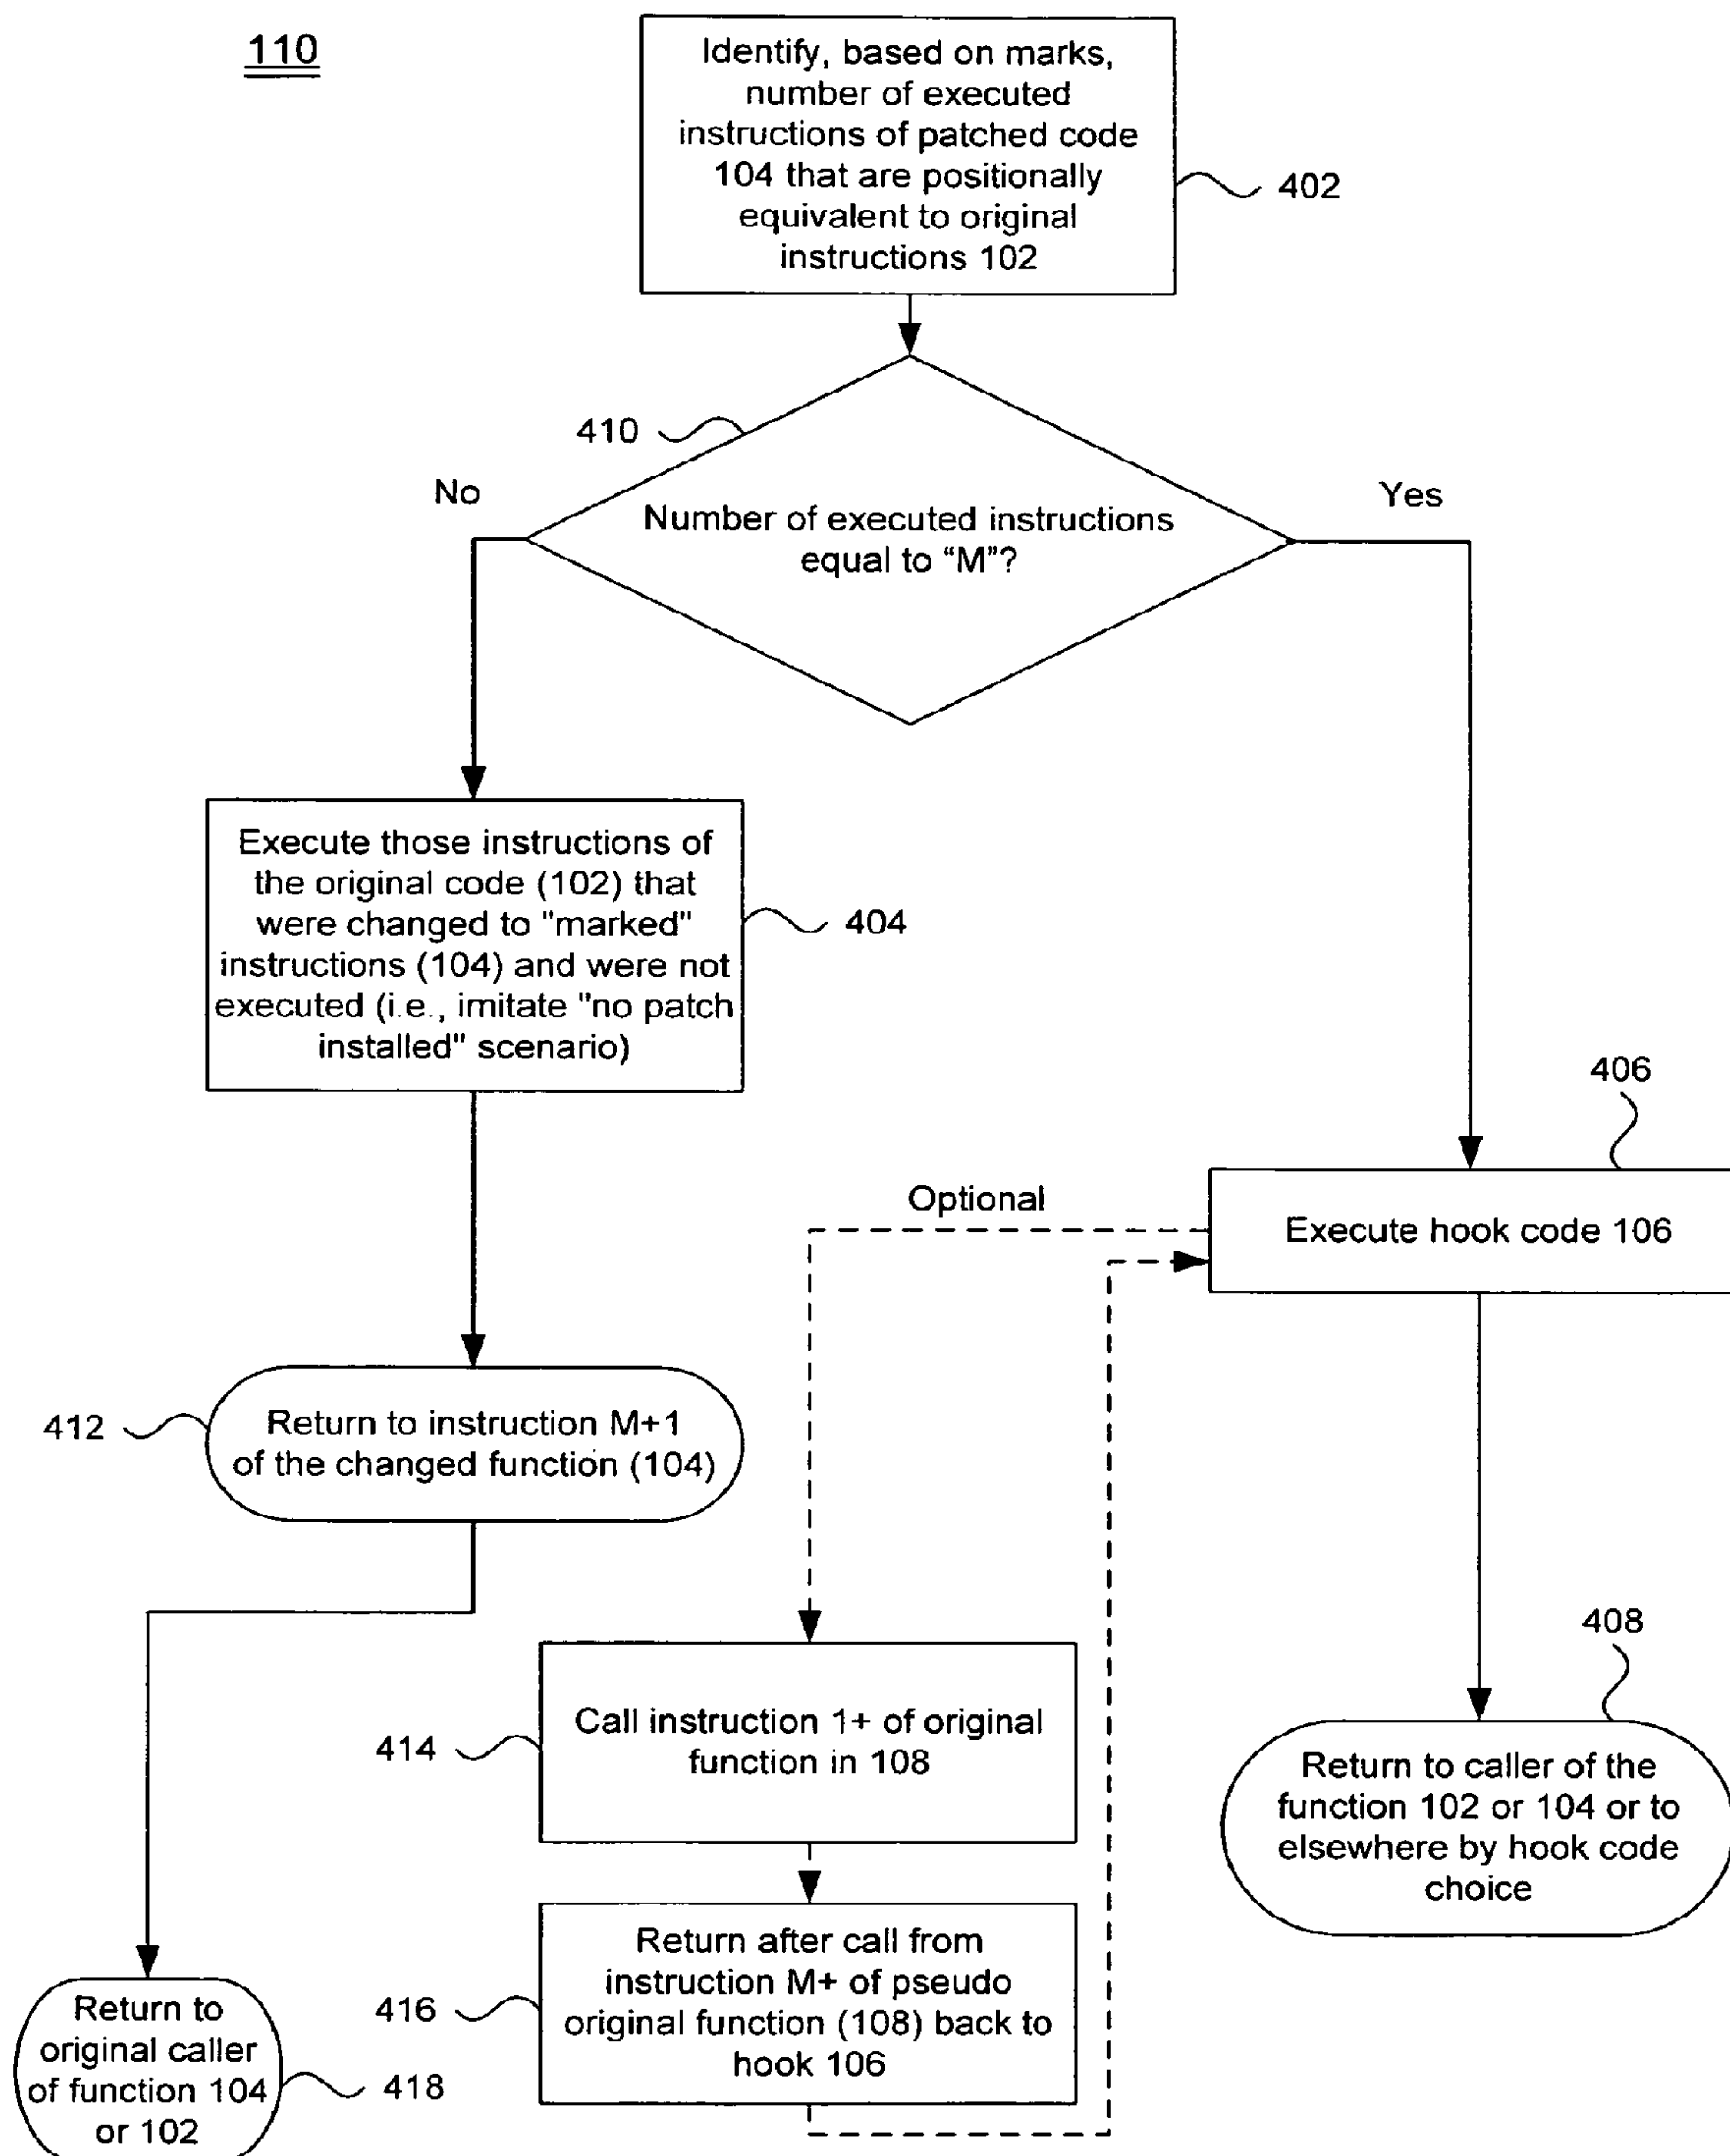 110
Identify, based on marks,
number of executed
instructions of patched code
104 that are positionally
equivalent to original
instructions 102
402
410
No
Yes
Number of executed instructions
equal to “M”?
Execute those instructions of
the original code (102) that
were changed to "marked"
instructions (104) and were not
executed (i.e., imitate "no patch
installed" scenario)
404
406
Optional
Execute hook code 106
412
Return to instruction M+1
of the changed function (104)
414
Call instruction 1+ of original
function in 108
408
Return to caller of the
function 102 or 104 or to
elsewhere by hook code
choice
416
Return after call from
instruction M+ of pseudo
original function (108) back to
hook 106
Return to
original caller
of function 104
or 102
418